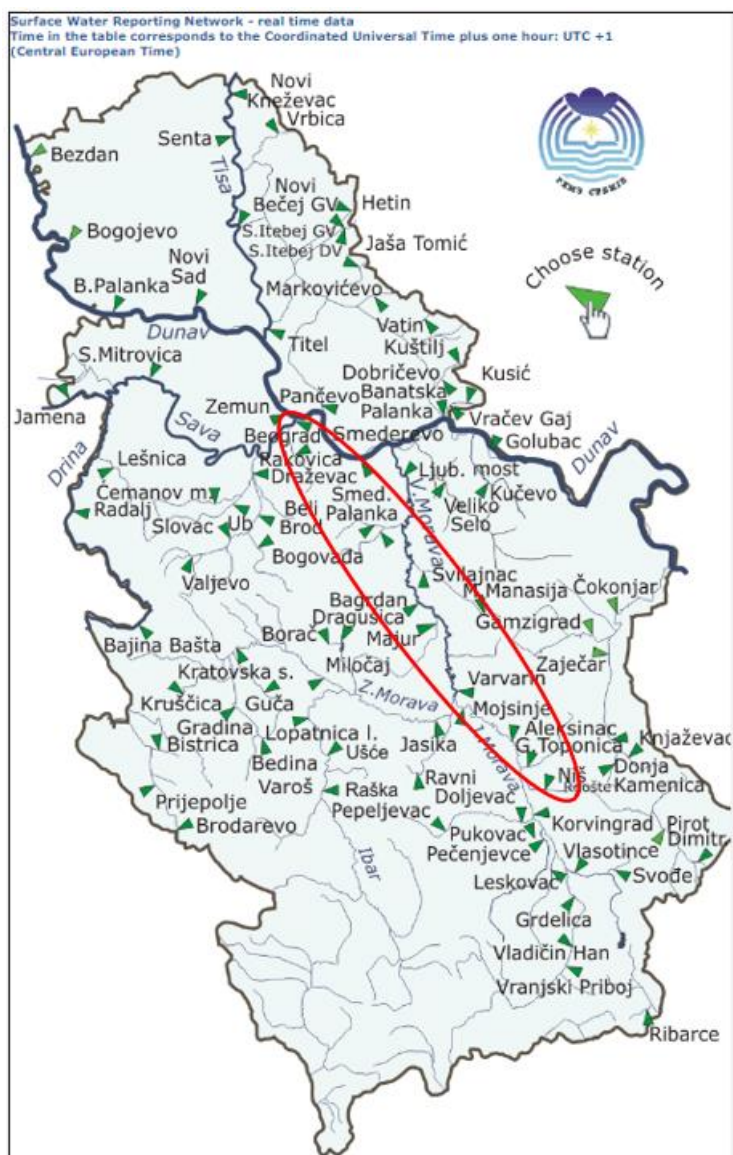 Surface Water Reporting Network - real time data
Time in the table corresponds to the Coordinated Universal Time plus one hour: UTC +1
(Central European Time)
Novi
Kneževac
Vrbica
Senta
Bezdan
Tisa
Novi
Bečej GV
Hetin
S.Itebej GV
S.Itebej DV
Jaša Tomić
Bogojevo
Novi
Sad
B.Palanka
Markovićevo
Choose station
Dunav
Titel
Vatin
Kuštilj
S.Mitrovica
Dobričevo
Kusić
Banatska
Palanka
Pančevo
Jamena
Zemun
Vračev Gaj
Sava
Beograd
Smederevo
Golubac
Dunav
Drina
Rakovica
Lešnica
Draževac
Ljub. most
Čemanov m.
Smed.
Palanka
Kučevo
Radalj
Beli
Brod
V.Morava
Veliko
Selo
Slovac
Ub
Bogovađa
Valjevo
Svilajnac
M.Manasija
Čokonjar
Bagrdan
Dragušica
Gamzigrad
Bajina Bašta
Borač
Majur
Zaječar
Kratovska s.
Miločaj
Z.Morava
Varvarin
Kruščica
Guča
Mojsinje
Gradina
Lopatnica l.
Aleksinac
Bistrica
Ušće
Jasika
J.Morava
G.Toponica
Knjaževac
Bedina
Varoš
Ravni
Niš
Donja
Kamenica
Prijepolje
Raška
Doljevac
Pepeljevac
Brodarevo
Pukovac
Korvingrad
Pirot
Dimitr.
Pečenjevce
Vlasotince
Ibar
Leskovac
Svođe
Grdelica
Vladičin Han
Vranjski Priboj
Ribarce